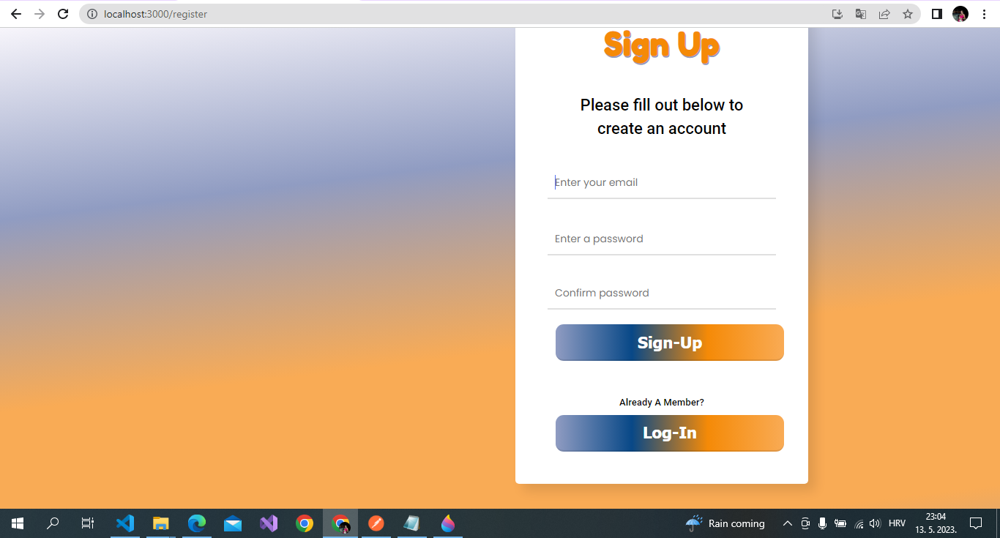 localhost:3000/register
Sign Up
Please fill out below to
create an account
Enter your email
Enter a password
Confirm password
Sign-Up
Already A Member?
Log-In
Rain coming
HRV
23:04
13. 5. 2023.